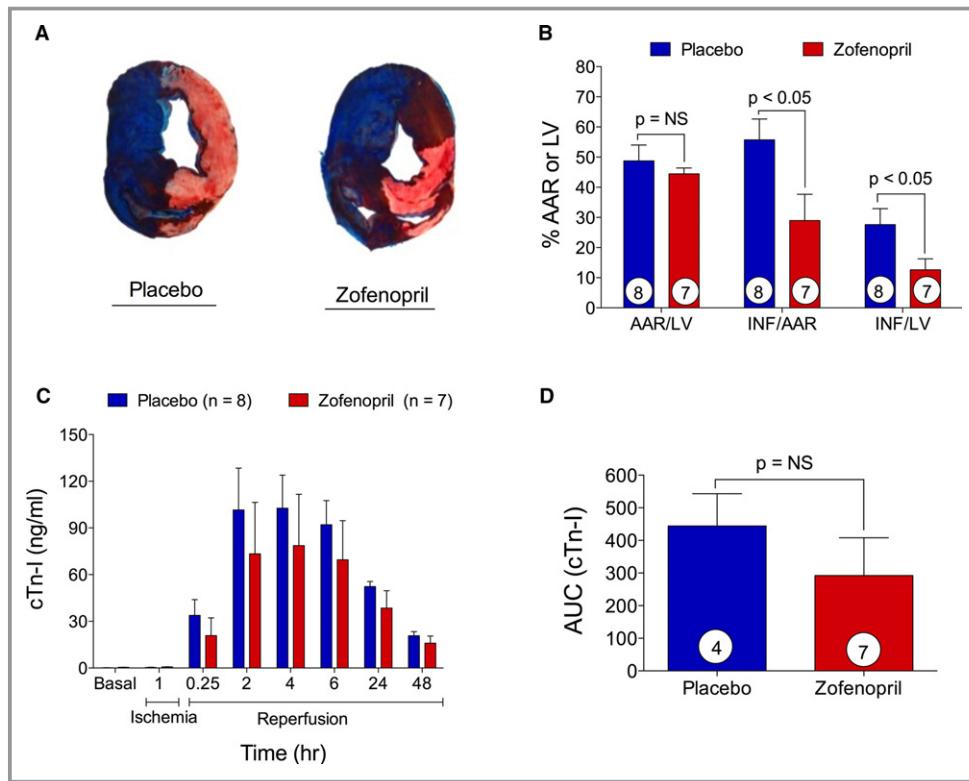 A
Placebo
Zofenopril
B
Placebo Zofenopril
% AAR or LV
80
70
60
50
40
30
20
10
0
p = NS
p < 0.05
p < 0.05
8 7 8 7 8 7
AAR/LV INF/AAR INF/LV
C
Placebo (n = 8) Zofenopril (n = 7)
cTn-I (ng/ml)
150
120
90
60
30
0
Basal 1 0.25 2 4 6 24 48
Ischemia Reperfusion
Time (hr)
D
AUC (cTn-I)
600
500
400
300
200
100
0
p = NS
4 7
Placebo Zofenopril